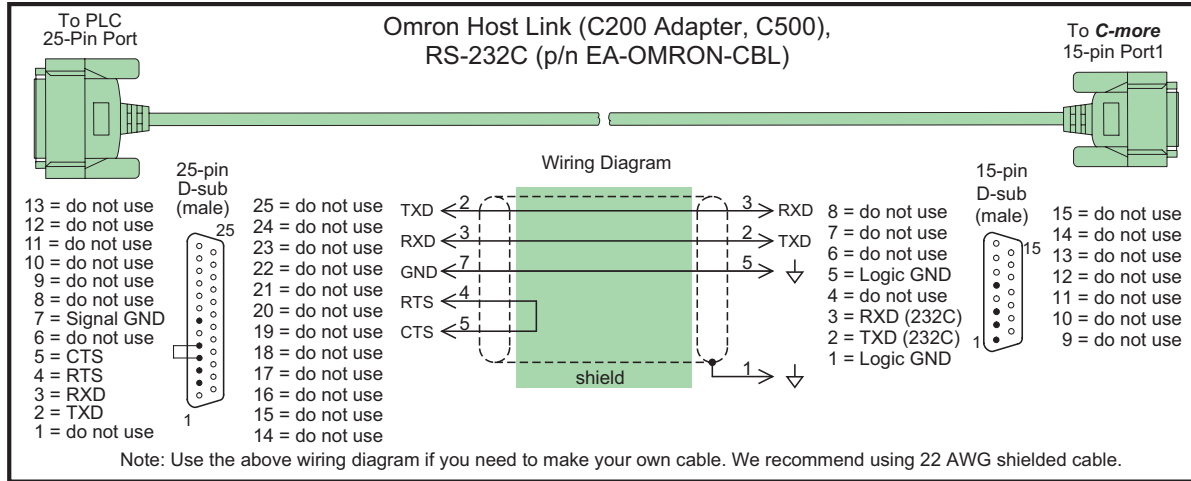 To PLC
25-Pin Port
Omron Host Link (C200 Adapter, C500),
RS-232C (p/n EA-OMRON-CBL)
To C-more
15-pin Port1
25-pin
D-sub
(male)
13 = do not use
12 = do not use
11 = do not use
10 = do not use
9 = do not use
8 = do not use
7 = Signal GND
6 = do not use
5 = CTS
4 = RTS
3 = RXD
2 = TXD
1 = do not use
25
1
25 = do not use
24 = do not use
23 = do not use
22 = do not use
21 = do not use
20 = do not use
19 = do not use
18 = do not use
17 = do not use
16 = do not use
15 = do not use
14 = do not use
Wiring Diagram
TXD 2 3 RXD
RXD 3 2 TXD
GND 7 5
RTS 4
CTS 5
shield
1
8 = do not use
7 = do not use
6 = do not use
5 = Logic GND
4 = do not use
3 = RXD (232C)
2 = TXD (232C)
1 = Logic GND
15-pin
D-sub
(male)
15
1
15 = do not use
14 = do not use
13 = do not use
12 = do not use
11 = do not use
10 = do not use
9 = do not use
Note: Use the above wiring diagram if you need to make your own cable. We recommend using 22 AWG shielded cable.